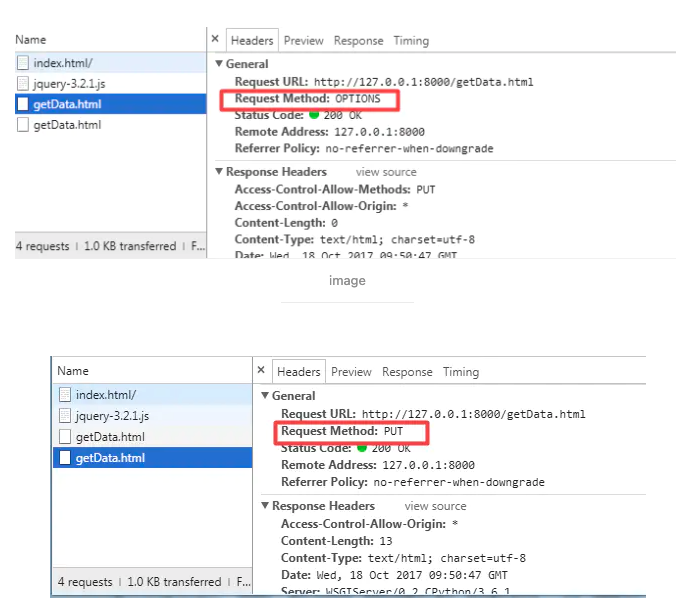 Name
index.html/
jquery-3.2.1.js
getData.html
getData.html
4 requests | 1.0 KB transferred | F...
× Headers Preview Response Timing
▼ General
Request URL: http://127.0.0.1:8000/getData.html
Request Method: OPTIONS
Status Code: 200 OK
Remote Address: 127.0.0.1:8000
Referrer Policy: no-referrer-when-downgrade
▼ Response Headers view source
Access-Control-Allow-Methods: PUT
Access-Control-Allow-Origin: *
Content-Length: 0
Content-Type: text/html; charset=utf-8
Date: Wed, 18 Oct 2017 09:50:47 GMT
image
Name
index.html/
jquery-3.2.1.js
getData.html
getData.html
4 requests | 1.0 KB transferred | F...
× Headers Preview Response Timing
▼ General
Request URL: http://127.0.0.1:8000/getData.html
Request Method: PUT
Status Code: 200 OK
Remote Address: 127.0.0.1:8000
Referrer Policy: no-referrer-when-downgrade
▼ Response Headers view source
Access-Control-Allow-Origin: *
Content-Length: 13
Content-Type: text/html; charset=utf-8
Date: Wed, 18 Oct 2017 09:50:47 GMT
Server: WSGIServer/0.2 CPython/3.6.1